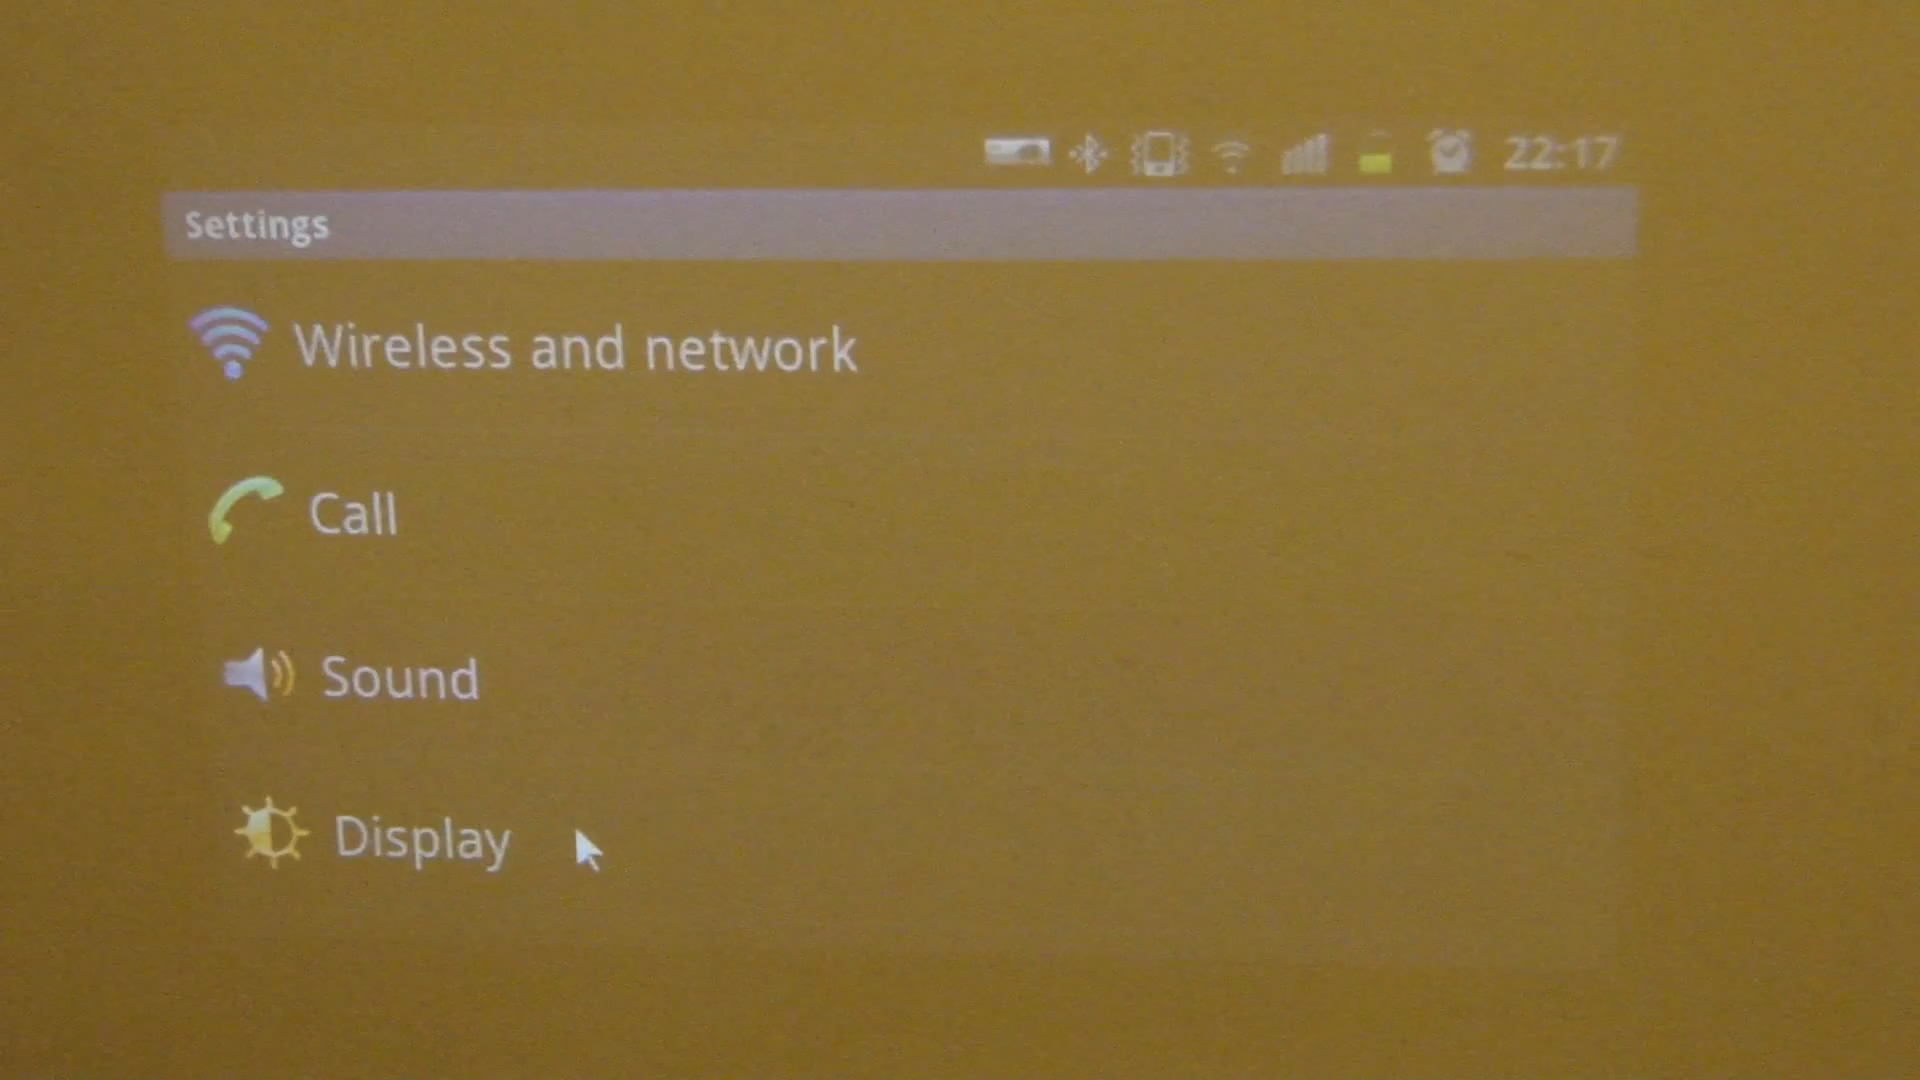 22:17
Settings
Wireless and network
Call
Sound
Display